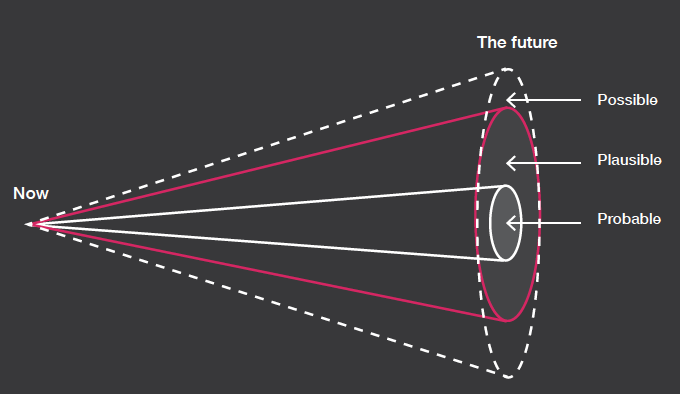 The future
Possible
Plausible
Now
Probable